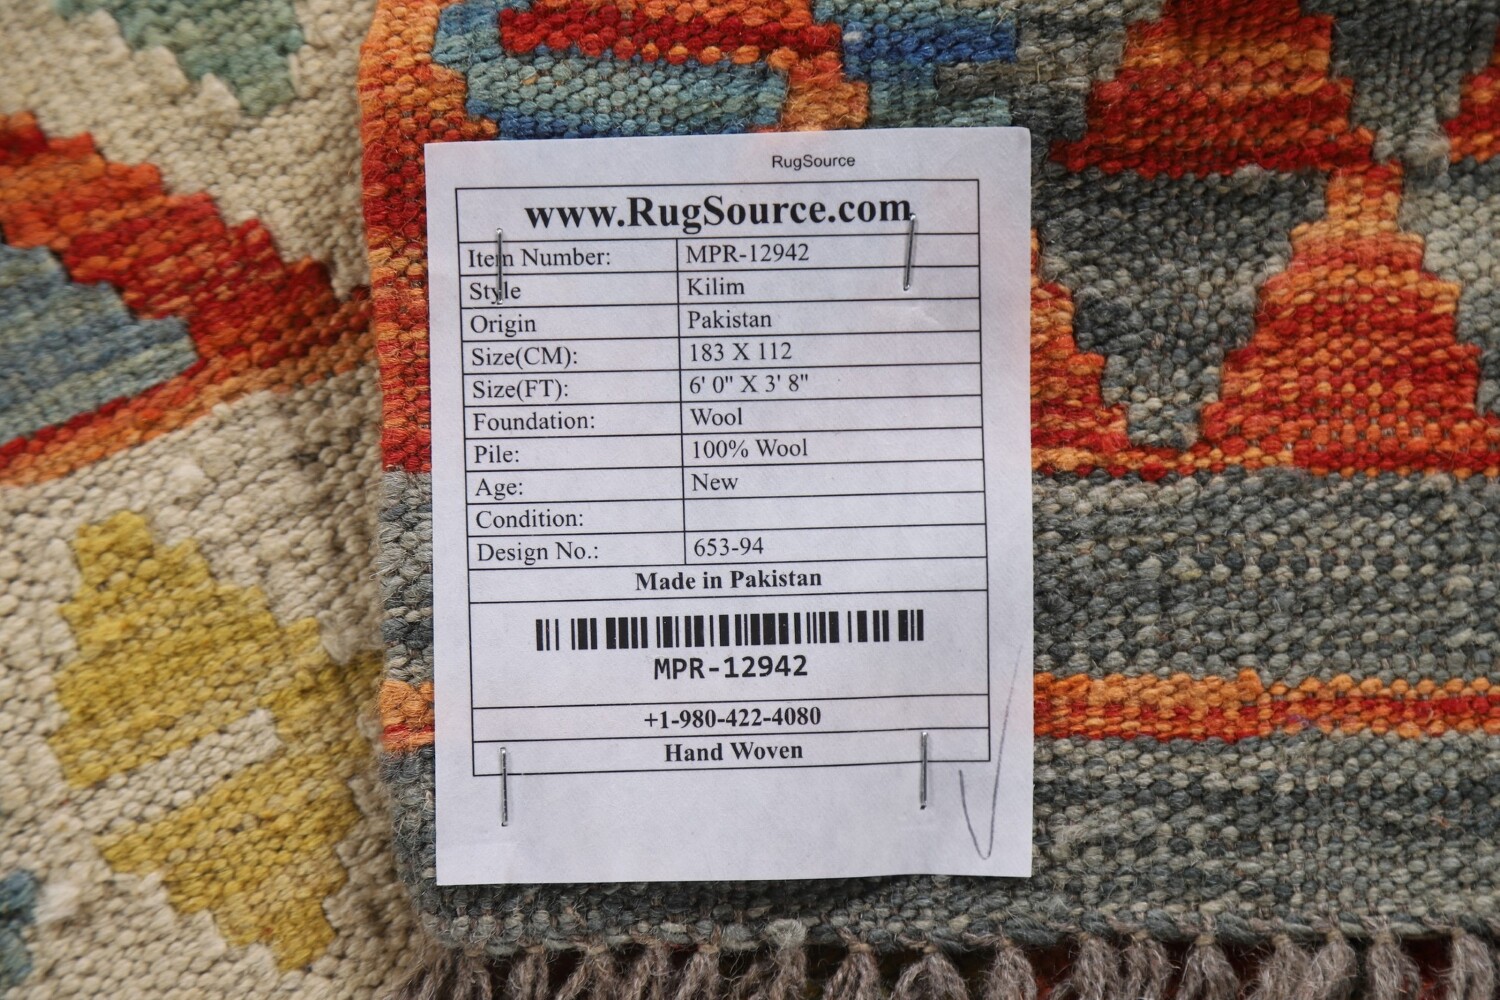 RugSource
www.RugSource.com
Item Number: MPR-12942
Style Kilim
Origin Pakistan
Size(CM): 183 X 112
Size(FT): 6' 0" X 3' 8"
Foundation: Wool
Pile: 100% Wool
Age: New
Condition:
Design No.: 653-94
Made in Pakistan
MPR-12942
+1-980-422-4080
Hand Woven